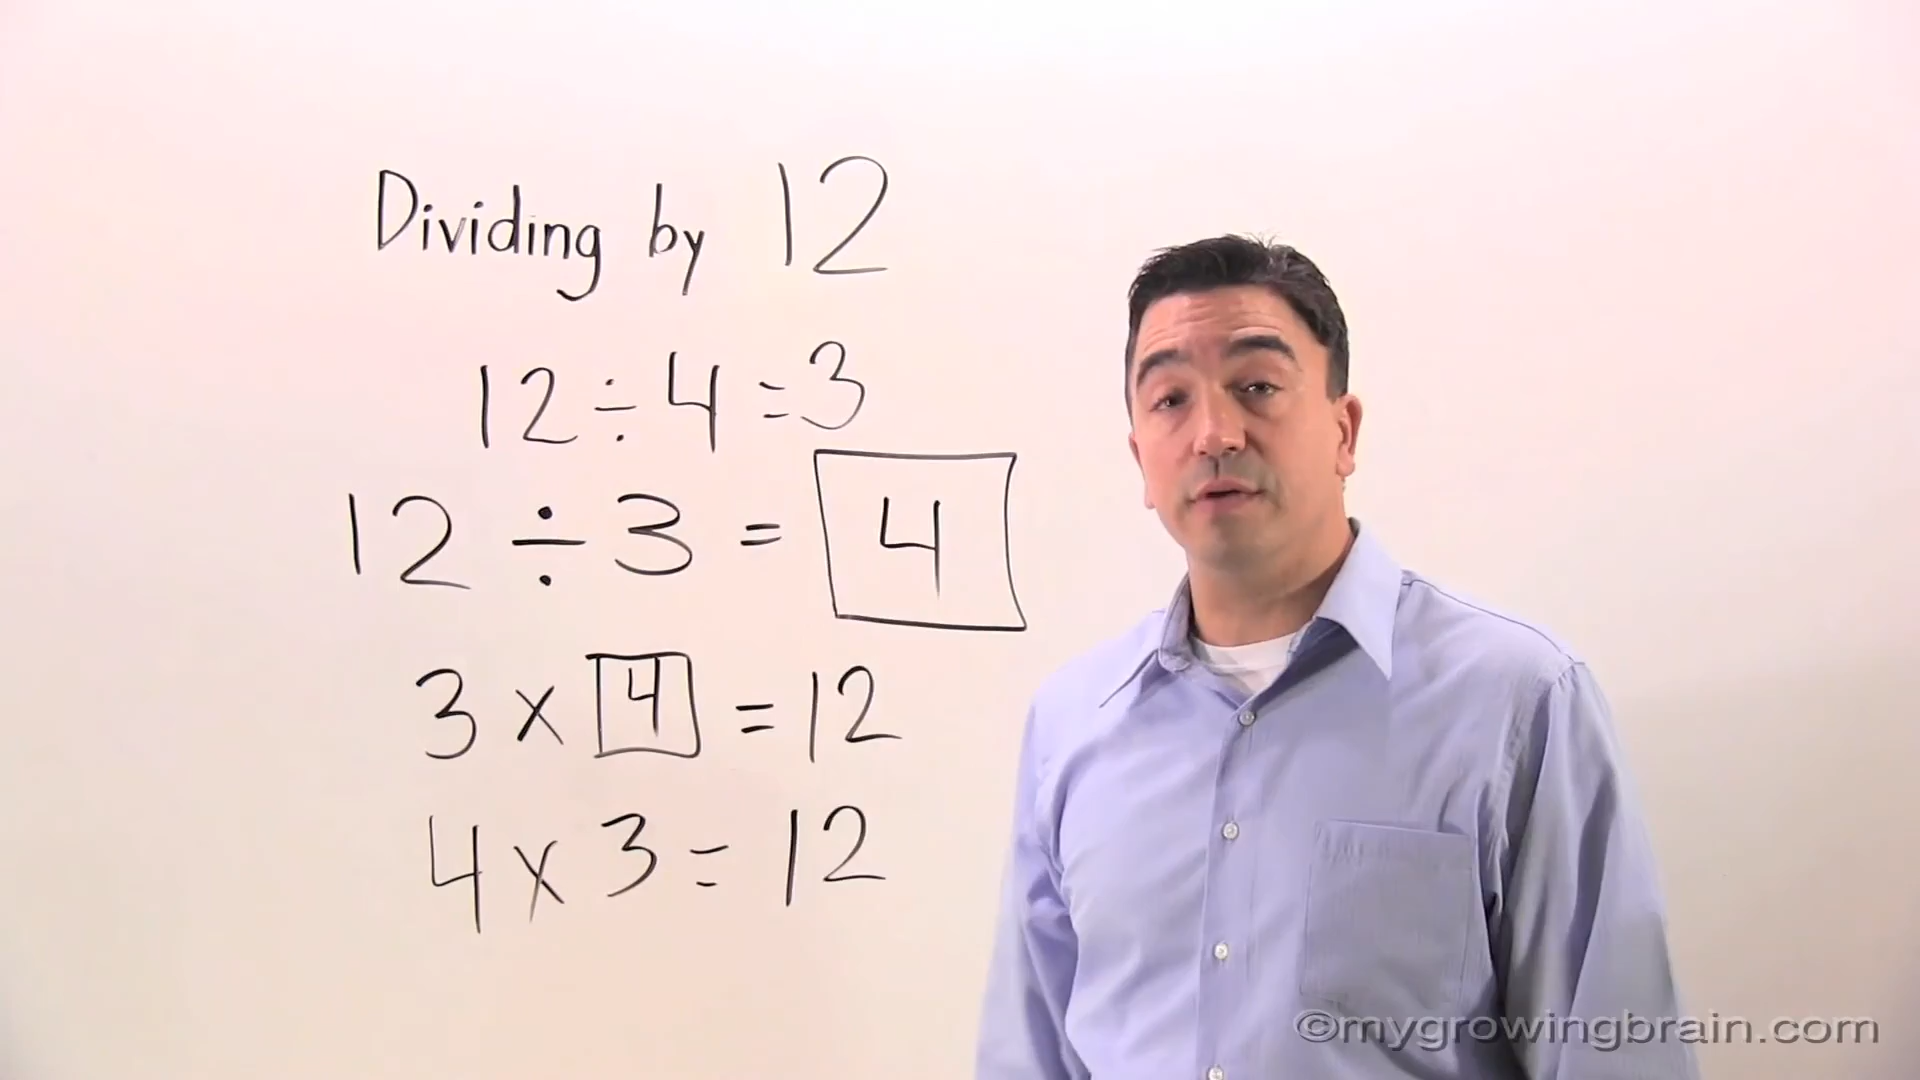 Dividing by 12
12 ÷ 4 = 3
12 ÷ 3 = 4
3 x 4 = 12
4 x 3 = 12
©mygrowingbrain.com